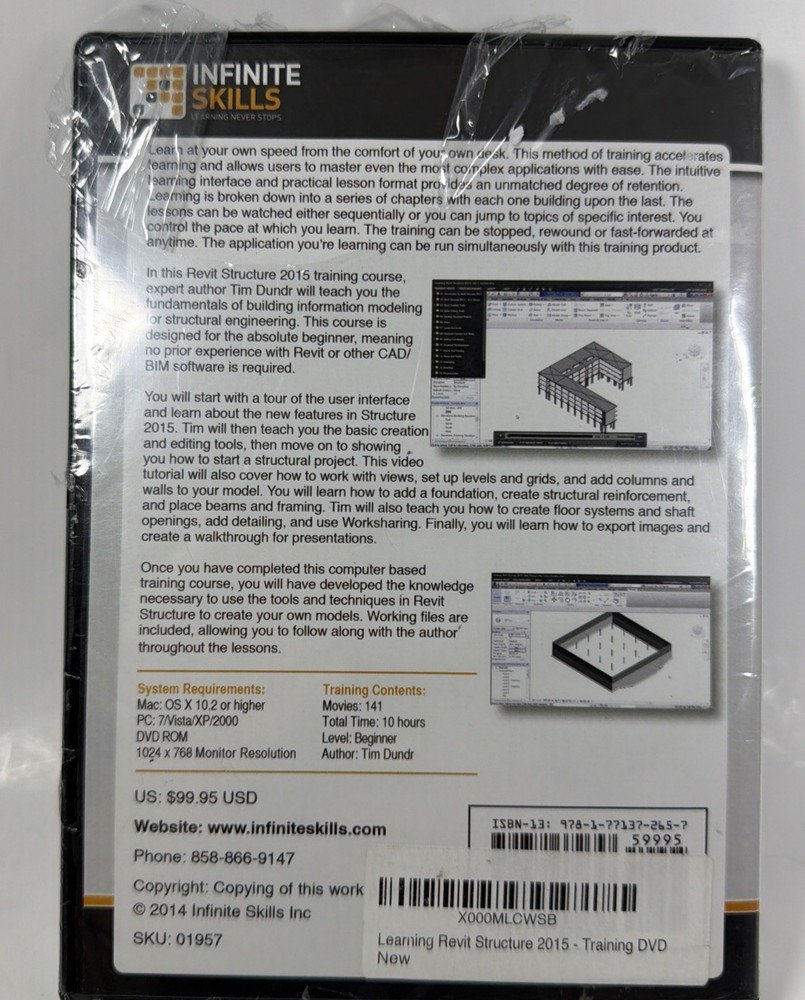 INFINITE
SKILLS
LEARNING NEVER STOPS
Learn at your own speed from the comfort of your own desk. This method of training accelerates
learning and allows users to master even the most complex applications with ease. The intuitive
learning interface and practical lesson format provides an unmatched degree of retention.
Learning is broken down into a series of chapters with each one building upon the last. The
lessons can be watched either sequentially or you can jump to topics of specific interest. You
control the pace at which you learn. The training can be stopped, rewound or fast-forwarded at
anytime. The application you're learning can be run simultaneously with this training product.
In this Revit Structure 2015 training course,
expert author Tim Dundr will teach you the
fundamentals of building information modeling
for structural engineering. This course is
designed for the absolute beginner, meaning
no prior experience with Revit or other CAD/
BIM software is required.
You will start with a tour of the user interface
and learn about the new features in Structure
2015. Tim will then teach you the basic creation
and editing tools, then move on to showing
you how to start a structural project. This video
tutorial will also cover how to work with views, set up levels and grids, and add columns and
walls to your model. You will learn how to add a foundation, create structural reinforcement,
and place beams and framing. Tim will also teach you how to create floor systems and shaft
openings, add detailing, and use Worksharing. Finally, you will learn how to export images and
create a walkthrough for presentations.
Once you have completed this computer based
training course, you will have developed the knowledge
necessary to use the tools and techniques in Revit
Structure to create your own models. Working files are
included, allowing you to follow along with the author
throughout the lessons.
System Requirements:
Mac: OS X 10.2 or higher
PC: 7/Vista/XP/2000
DVD ROM
1024 x 768 Monitor Resolution
Training Contents:
Movies: 141
Total Time: 10 hours
Level: Beginner
Author: Tim Dundr
US: $99.95 USD
Website: www.infiniteskills.com
Phone: 858-866-9147
Copyright: Copying of this work
© 2014 Infinite Skills Inc
SKU: 01957
ISBN-13: 978-1-77137-265-7
59995
X000MLCWSB
Learning Revit Structure 2015 - Training DVD
New